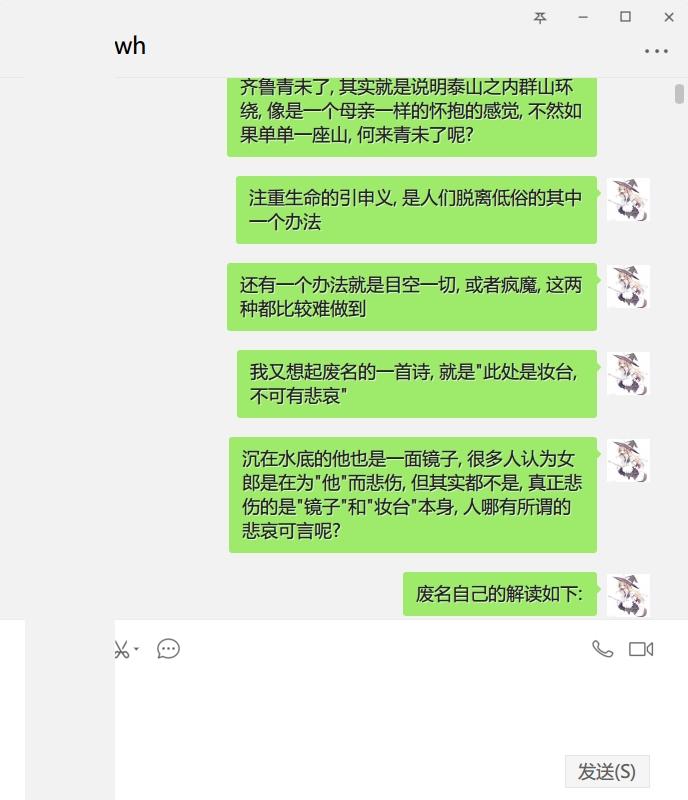 wh
齐鲁青未了, 其实就是说明泰山之内群山环
绕, 像是一个母亲一样的怀抱的感觉, 不然如
果单单一座山, 何来青未了呢?
注重生命的引申义, 是人们脱离低俗的其中
一个办法
还有一个办法就是目空一切, 或者疯魔, 这两
种都比较难做到
我又想起废名的一首诗, 就是"此处是妆台,
不可有悲哀"
沉在水底的他也是一面镜子, 很多人认为女
郎是在为"他"而悲伤, 但其实都不是, 真正悲
伤的是"镜子"和"妆台"本身, 人哪有所谓的
悲哀可言呢?
废名自己的解读如下:
发送(S)